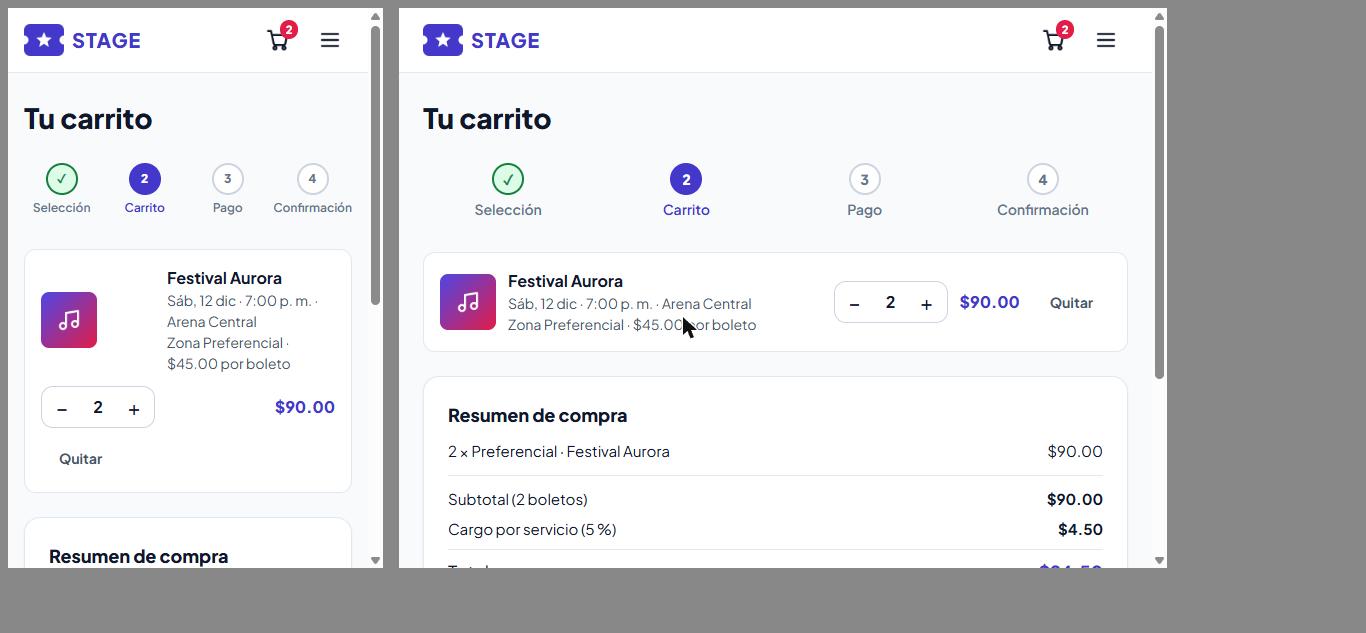 STAGE
2
Tu carrito
✓
2
3
4
Selección
Carrito
Pago
Confirmación
Festival Aurora
Sáb, 12 dic · 7:00 p. m. ·
Arena Central
Zona Preferencial ·
$45.00 por boleto
− 2 +
$90.00
Quitar
Resumen de compra
STAGE
2
Tu carrito
✓
2
3
4
Selección
Carrito
Pago
Confirmación
Festival Aurora
Sáb, 12 dic · 7:00 p. m. · Arena Central
Zona Preferencial · $45.00 por boleto
− 2 +
$90.00
Quitar
Resumen de compra
2 × Preferencial · Festival Aurora
$90.00
Subtotal (2 boletos)
$90.00
Cargo por servicio (5 %)
$4.50